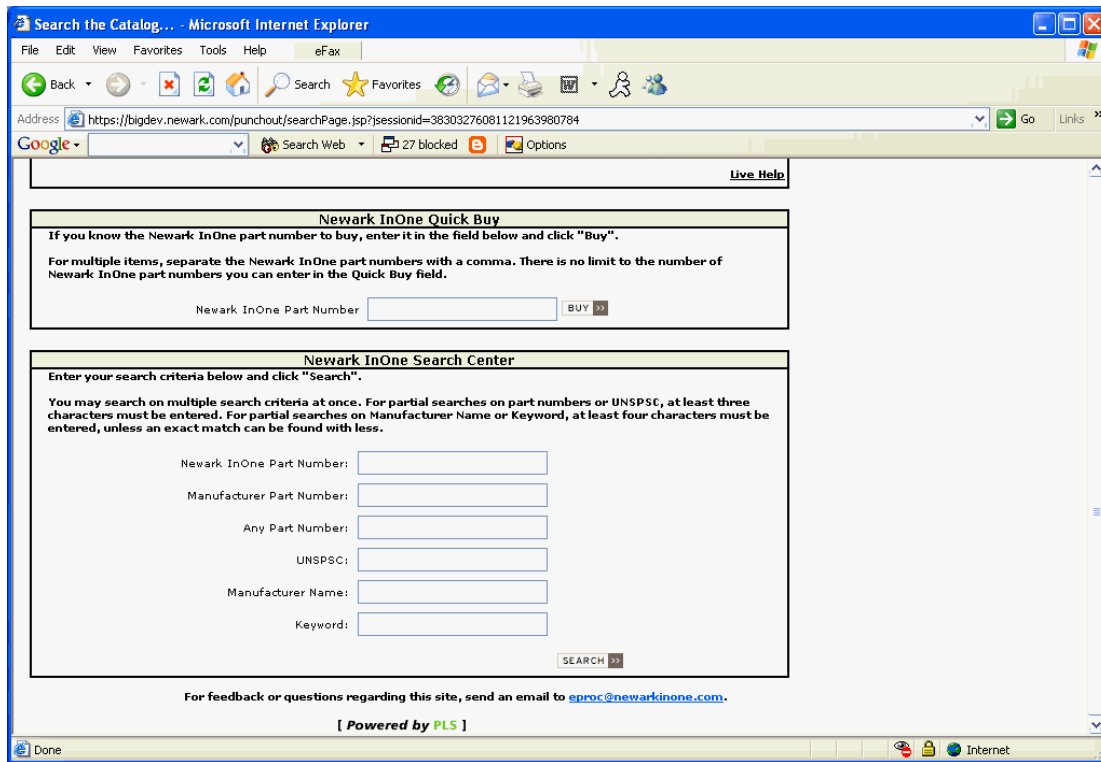 Search the Catalog... - Microsoft Internet Explorer
File Edit View Favorites Tools Help eFax
Back Search Favorites
Address https://bigdev.newark.com/punchout/searchPage.jsp?jsessionid=38303276081121963980784 Go Links »
Google Search Web 27 blocked Options
Live Help
Newark InOne Quick Buy
If you know the Newark InOne part number to buy, enter it in the field below and click "Buy".
For multiple items, separate the Newark InOne part numbers with a comma. There is no limit to the number of
Newark InOne part numbers you can enter in the Quick Buy field.
Newark InOne Part Number BUY >>
Newark InOne Search Center
Enter your search criteria below and click "Search".
You may search on multiple search criteria at once. For partial searches on part numbers or UNSPSC, at least three
characters must be entered. For partial searches on Manufacturer Name or Keyword, at least four characters must be
entered, unless an exact match can be found with less.
Newark InOne Part Number:
Manufacturer Part Number:
Any Part Number:
UNSPSC:
Manufacturer Name:
Keyword:
SEARCH >>
For feedback or questions regarding this site, send an email to eproc@newarkinone.com.
[ Powered by PLS ]
Done Internet